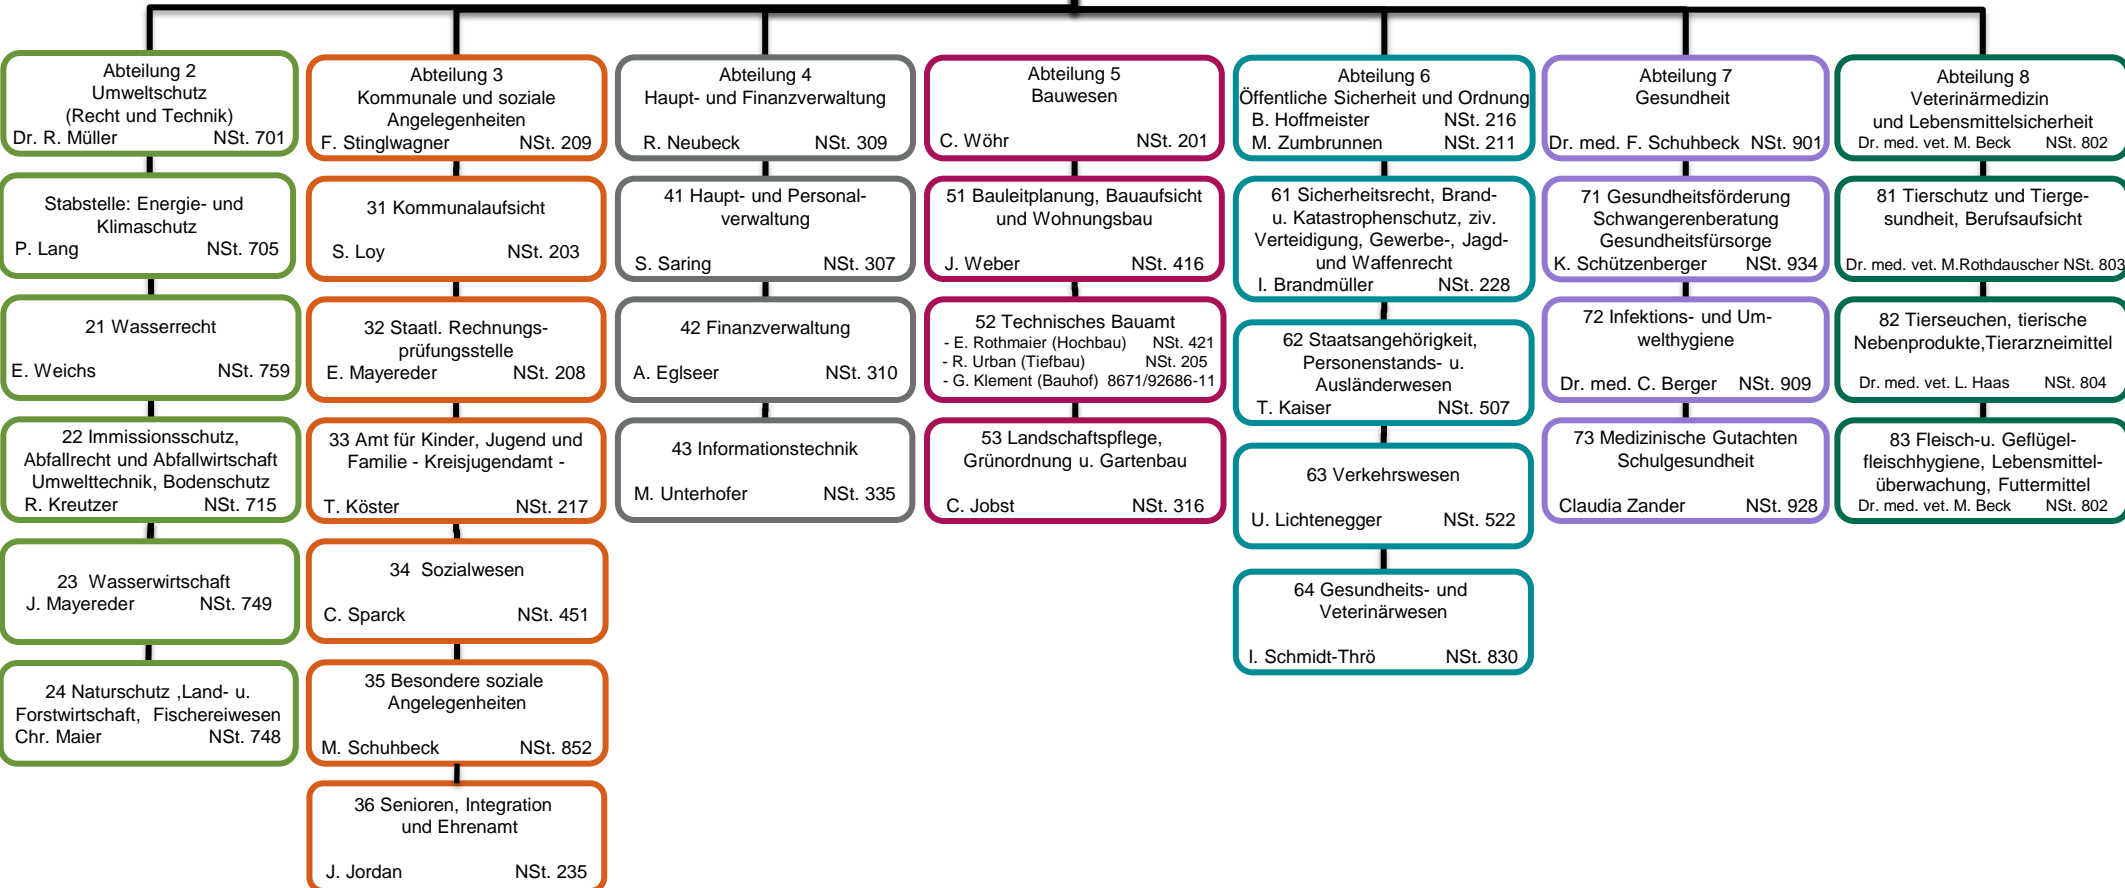 Abteilung 2
Umweltschutz
(Recht und Technik)
Dr. R. Müller NSt. 701
Stabstelle: Energie- und
Klimaschutz
P. Lang NSt. 705
21 Wasserrecht
E. Weichs NSt. 759
22 Immissionsschutz,
Abfallrecht und Abfallwirtschaft
Umwelttechnik, Bodenschutz
R. Kreutzer NSt. 715
23 Wasserwirtschaft
J. Mayereder NSt. 749
24 Naturschutz ,Land- u.
Forstwirtschaft, Fischereiwesen
Chr. Maier NSt. 748
Abteilung 3
Kommunale und soziale
Angelegenheiten
F. Stinglwagner NSt. 209
31 Kommunalaufsicht
S. Loy NSt. 203
32 Staatl. Rechnungs-
prüfungsstelle
E. Mayereder NSt. 208
33 Amt für Kinder, Jugend und
Familie - Kreisjugendamt -
T. Köster NSt. 217
34 Sozialwesen
C. Sparck NSt. 451
35 Besondere soziale
Angelegenheiten
M. Schuhbeck NSt. 852
36 Senioren, Integration
und Ehrenamt
J. Jordan NSt. 235
Abteilung 4
Haupt- und Finanzverwaltung
R. Neubeck NSt. 309
41 Haupt- und Personal-
verwaltung
S. Saring NSt. 307
42 Finanzverwaltung
A. Eglseer NSt. 310
43 Informationstechnik
M. Unterhofer NSt. 335
Abteilung 5
Bauwesen
C. Wöhr NSt. 201
51 Bauleitplanung, Bauaufsicht
und Wohnungsbau
J. Weber NSt. 416
52 Technisches Bauamt
- E. Rothmaier (Hochbau) NSt. 421
- R. Urban (Tiefbau) NSt. 205
- G. Klement (Bauhof) 8671/92686-11
53 Landschaftspflege,
Grünordnung u. Gartenbau
C. Jobst NSt. 316
Abteilung 6
Öffentliche Sicherheit und Ordnung
B. Hoffmeister NSt. 216
M. Zumbrunnen NSt. 211
61 Sicherheitsrecht, Brand-
u. Katastrophenschutz, ziv.
Verteidigung, Gewerbe-, Jagd-
und Waffenrecht
I. Brandmüller NSt. 228
62 Staatsangehörigkeit,
Personenstands- u.
Ausländerwesen
T. Kaiser NSt. 507
63 Verkehrswesen
U. Lichtenegger NSt. 522
64 Gesundheits- und
Veterinärwesen
I. Schmidt-Thrö NSt. 830
Abteilung 7
Gesundheit
Dr. med. F. Schuhbeck NSt. 901
71 Gesundheitsförderung
Schwangerenberatung
Gesundheitsfürsorge
K. Schützenberger NSt. 934
72 Infektions- und Um-
welthygiene
Dr. med. C. Berger NSt. 909
73 Medizinische Gutachten
Schulgesundheit
Claudia Zander NSt. 928
Abteilung 8
Veterinärmedizin
und Lebensmittelsicherheit
Dr. med. vet. M. Beck NSt. 802
81 Tierschutz und Tierge-
sundheit, Berufsaufsicht
Dr. med. vet. M.Rothdauscher NSt. 803
82 Tierseuchen, tierische
Nebenprodukte,Tierarzneimittel
Dr. med. vet. L. Haas NSt. 804
83 Fleisch-u. Geflügel-
fleischhygiene, Lebensmittel-
überwachung, Futtermittel
Dr. med. vet. M. Beck NSt. 802